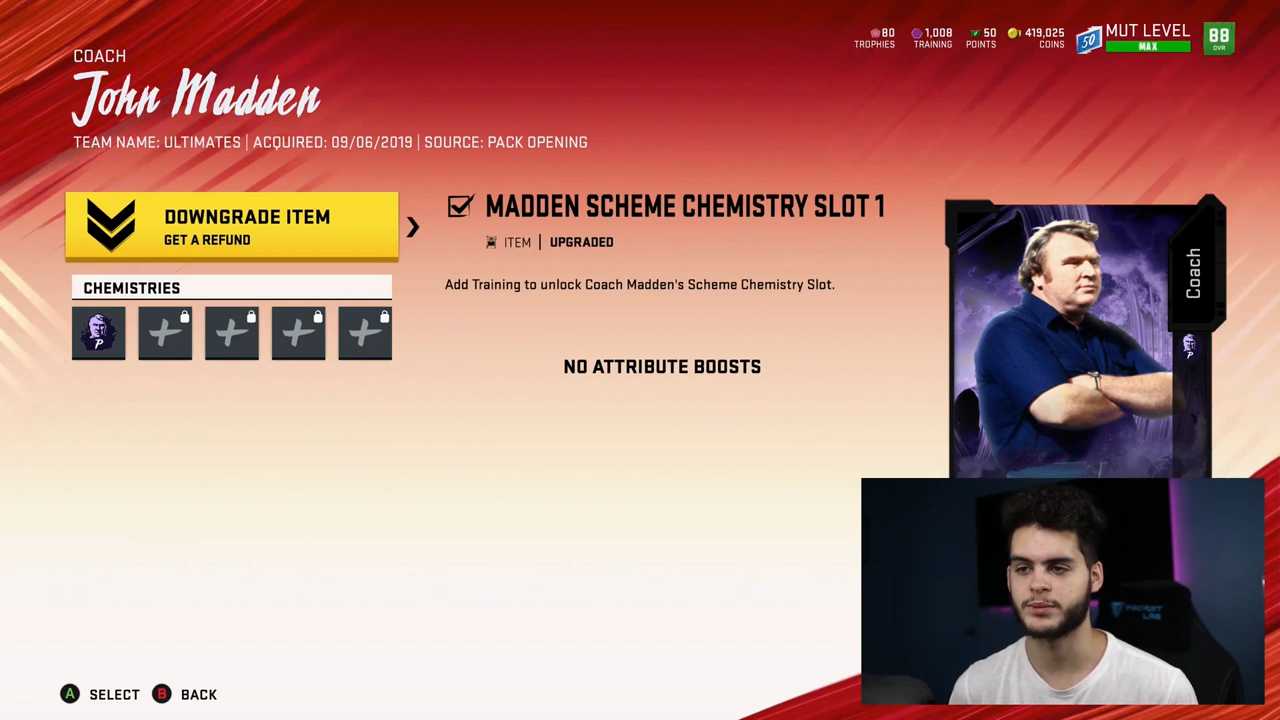 COACH
John Madden
TEAM NAME: ULTIMATES | ACQUIRED: 09/06/2019 | SOURCE: PACK OPENING
80 TROPHIES
1,008 TRAINING
50 POINTS
419,025 COINS
50
MUT LEVEL
MAX
88
OVR
DOWNGRADE ITEM
GET A REFUND
CHEMISTRIES
P
MADDEN SCHEME CHEMISTRY SLOT 1
ITEM | UPGRADED
Add Training to unlock Coach Madden's Scheme Chemistry Slot.
NO ATTRIBUTE BOOSTS
Coach
P
A SELECT B BACK